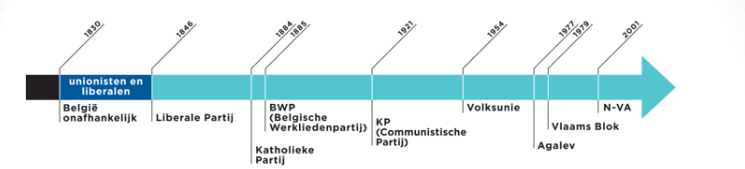 1830
1846
1884
1885
1921
1954
1977
1979
2001
unionisten en
liberalen
België
onafhankelijk
Liberale Partij
Katholieke
Partij
BWP
(Belgische
Werkliedenpartij)
KP
(Communistische
Partij)
Volksunie
Agalev
Vlaams Blok
N-VA